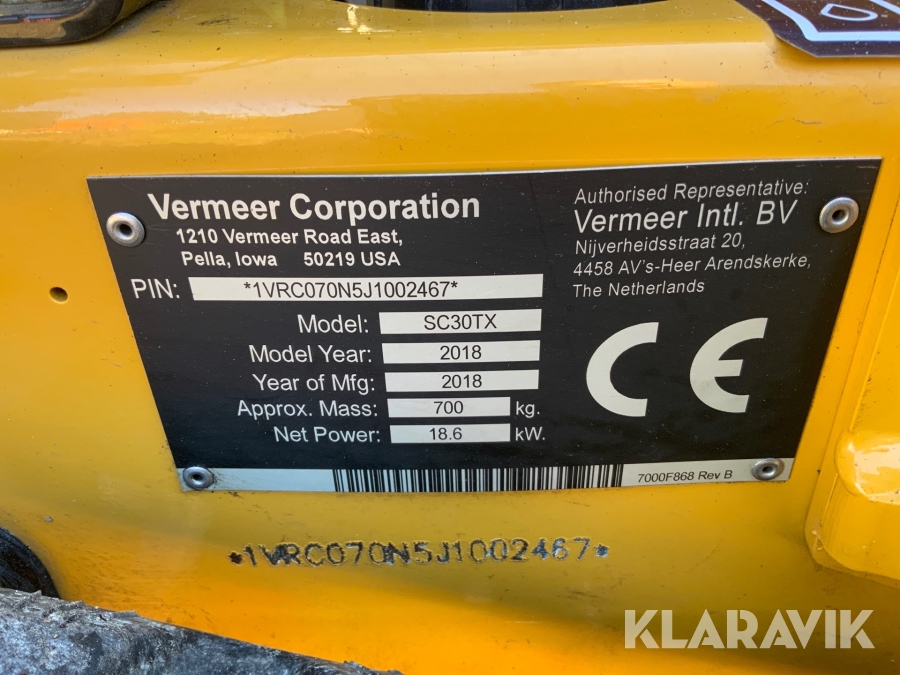 Vermeer Corporation
1210 Vermeer Road East,
Pella, Iowa 50219 USA
PIN: *1VRC070N5J1002467*
Model: SC30TX
Model Year: 2018
Year of Mfg: 2018
Approx. Mass: 700 kg.
Net Power: 18.6 kW.
Authorised Representative:
Vermeer Intl. BV
Nijverheidsstraat 20,
4458 AV's-Heer Arendskerke,
The Netherlands
CE
7000F868 Rev B
*1VRC070N5J1002467*
KLARAVIK